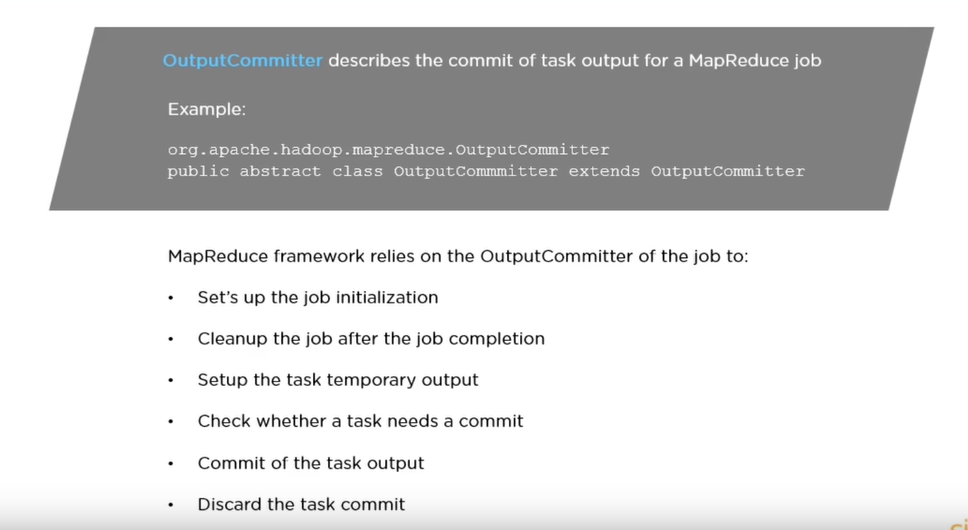 OutputCommitter describes the commit of task output for a MapReduce job
Example:
org.apache.hadoop.mapreduce.OutputCommitter
public abstract class OutputCommmitter extends OutputCommitter
MapReduce framework relies on the OutputCommitter of the job to:
• Set's up the job initialization
• Cleanup the job after the job completion
• Setup the task temporary output
• Check whether a task needs a commit
• Commit of the task output
• Discard the task commit